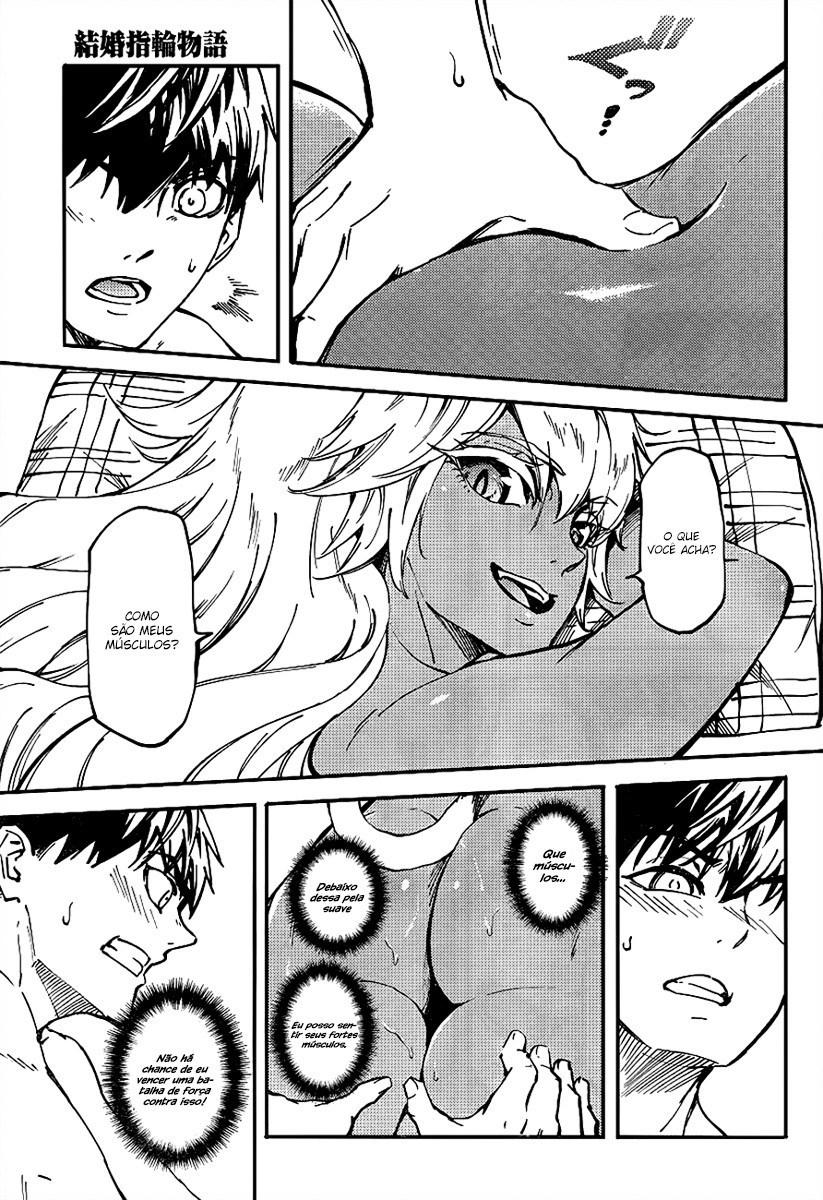 結婚指輪物語
っ…
O QUE
VOCÊ ACHA?
COMO
SÃO MEUS
MÚSCULOS?
Que
múscu-
los...
Debaixo
dessa pela
suave
Eu posso sen-
tir seus fortes
músculos.
Não há
chance de eu
vencer uma ba-
talha de força
contra isso!